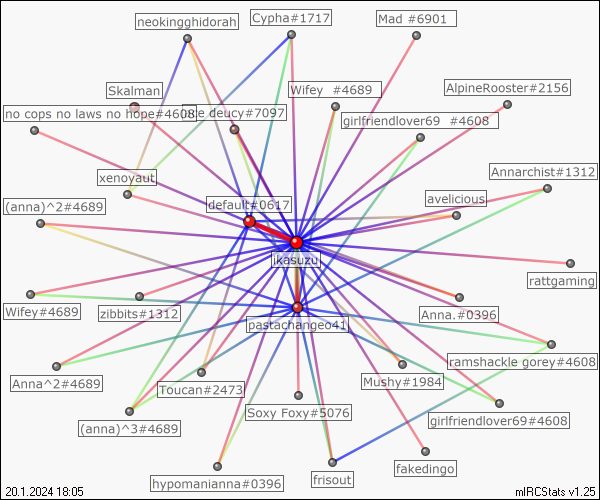 neokingghidorah
Cypha#1717
Mad #6901
Skalman
Wifey #4689
AlpineRooster#2156
no cops no laws no hope#4608
deucy#7097
girlfriendlover69 #4608
xenoyaut
Annarchist#1312
(anna)^2#4689
default#0617
avelicious
ikasuzu
rattgaming
Wifey#4689
zibbits#1312
Anna.#0396
pastachangeo41
ramshackle gorey#4608
Anna^2#4689
Toucan#2473
Mushy#1984
Soxy Foxy#5076
girlfriendlover69#4608
(anna)^3#4689
hypomanianna#0396
frisout
fakedingo
20.1.2024 18:05
mIRCStats v1.25